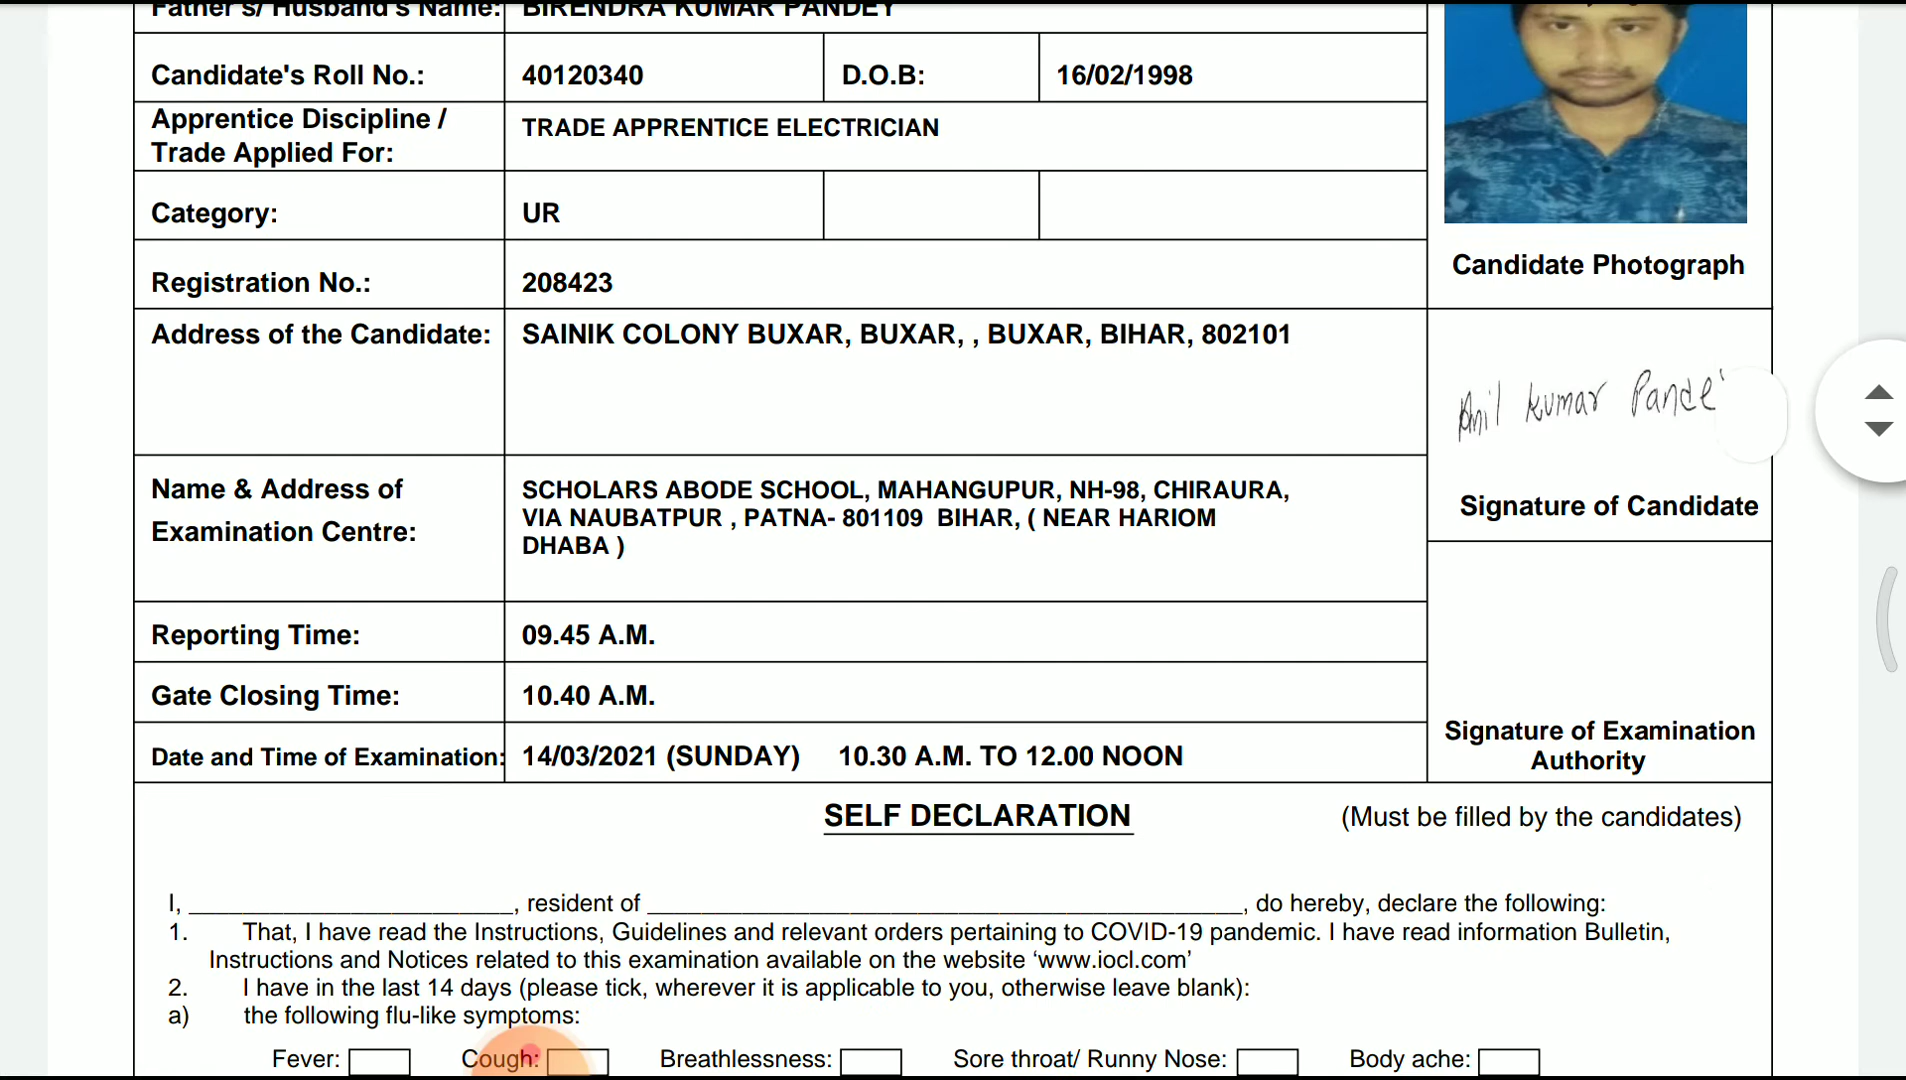 Father's/ Husband's Name: BIRENDRA KUMAR PANDEY
Candidate's Roll No.: 40120340 D.O.B: 16/02/1998
Apprentice Discipline / Trade Applied For: TRADE APPRENTICE ELECTRICIAN
Category: UR
Registration No.: 208423
Candidate Photograph
Address of the Candidate: SAINIK COLONY BUXAR, BUXAR, , BUXAR, BIHAR, 802101
Anil Kumar Pande
Signature of Candidate
Name & Address of
Examination Centre:
SCHOLARS ABODE SCHOOL, MAHANGUPUR, NH-98, CHIRAURA,
VIA NAUBATPUR , PATNA- 801109 BIHAR, ( NEAR HARIOM
DHABA )
Reporting Time: 09.45 A.M.
Gate Closing Time: 10.40 A.M.
Date and Time of Examination: 14/03/2021 (SUNDAY) 10.30 A.M. TO 12.00 NOON
Signature of Examination
Authority
SELF DECLARATION (Must be filled by the candidates)
I, ________________________, resident of ____________________________________________, do hereby, declare the following:
1. That, I have read the Instructions, Guidelines and relevant orders pertaining to COVID-19 pandemic. I have read information Bulletin,
Instructions and Notices related to this examination available on the website ‘www.iocl.com’
2. I have in the last 14 days (please tick, wherever it is applicable to you, otherwise leave blank):
a) the following flu-like symptoms:
Fever: Cough: Breathlessness: Sore throat/ Runny Nose: Body ache: